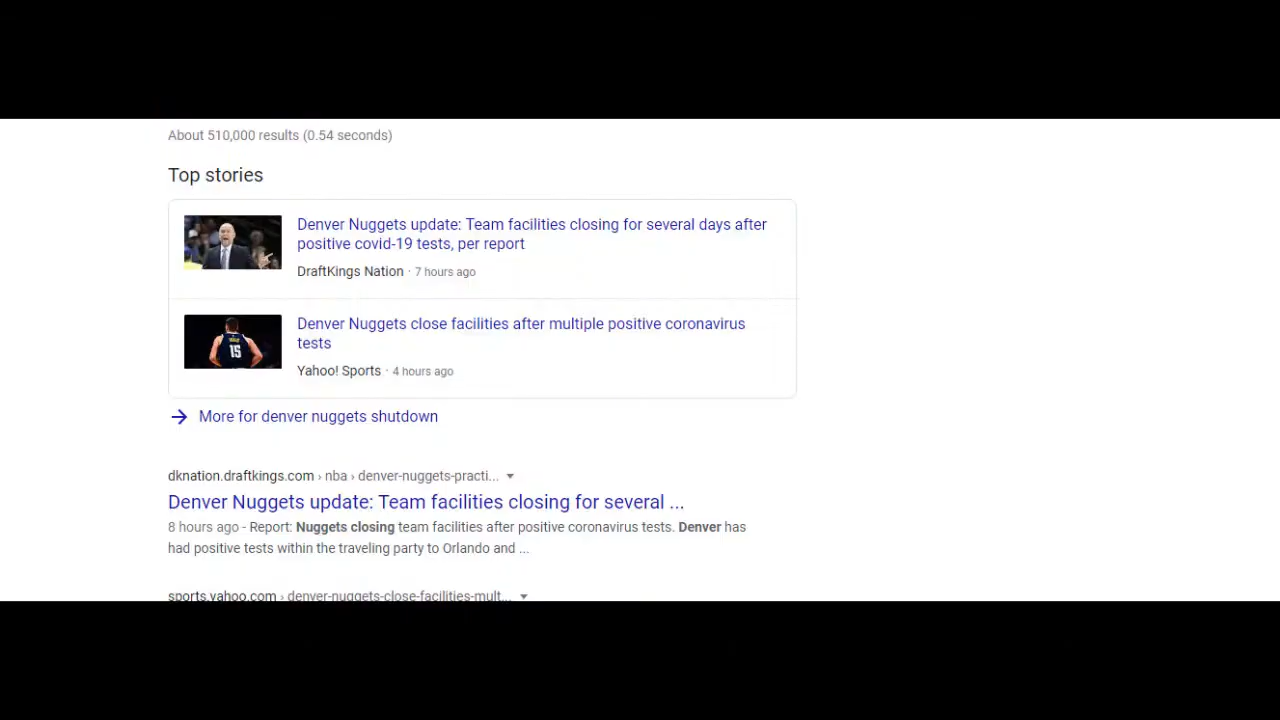 About 510,000 results (0.54 seconds)
Top stories
Denver Nuggets update: Team facilities closing for several days after
positive covid-19 tests, per report
DraftKings Nation · 7 hours ago
Denver Nuggets close facilities after multiple positive coronavirus
tests
15
Yahoo! Sports · 4 hours ago
More for denver nuggets shutdown
dknation.draftkings.com › nba › denver-nuggets-practi...
Denver Nuggets update: Team facilities closing for several ...
8 hours ago - Report: Nuggets closing team facilities after positive coronavirus tests. Denver has
had positive tests within the traveling party to Orlando and ...
sports.yahoo.com › denver-nuggets-close-facilities-mult...